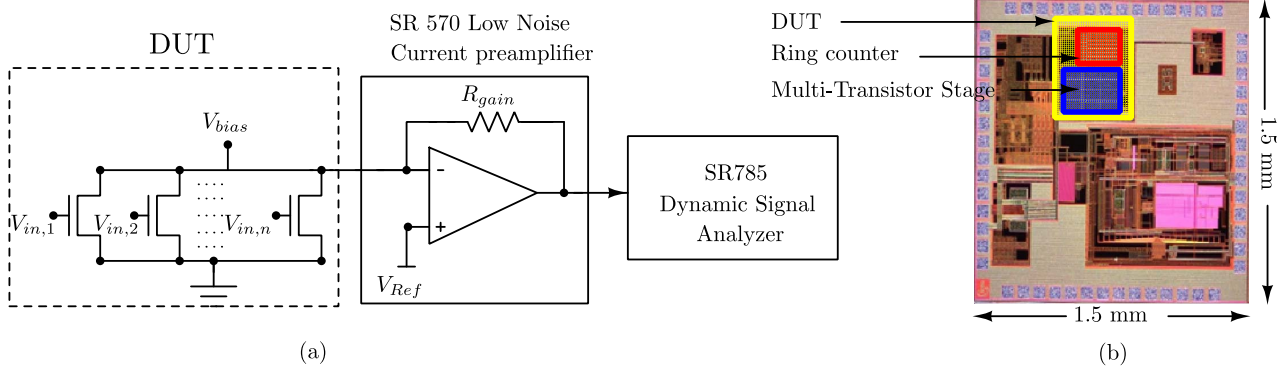 DUT
SR 570 Low Noise
Current preamplifier
R_gain
V_bias
V_in,1
V_in,2
V_in,n
-
+
V_Ref
SR785
Dynamic Signal
Analyzer
(a)
DUT
Ring counter
Multi-Transistor Stage
1.5 mm
1.5 mm
(b)